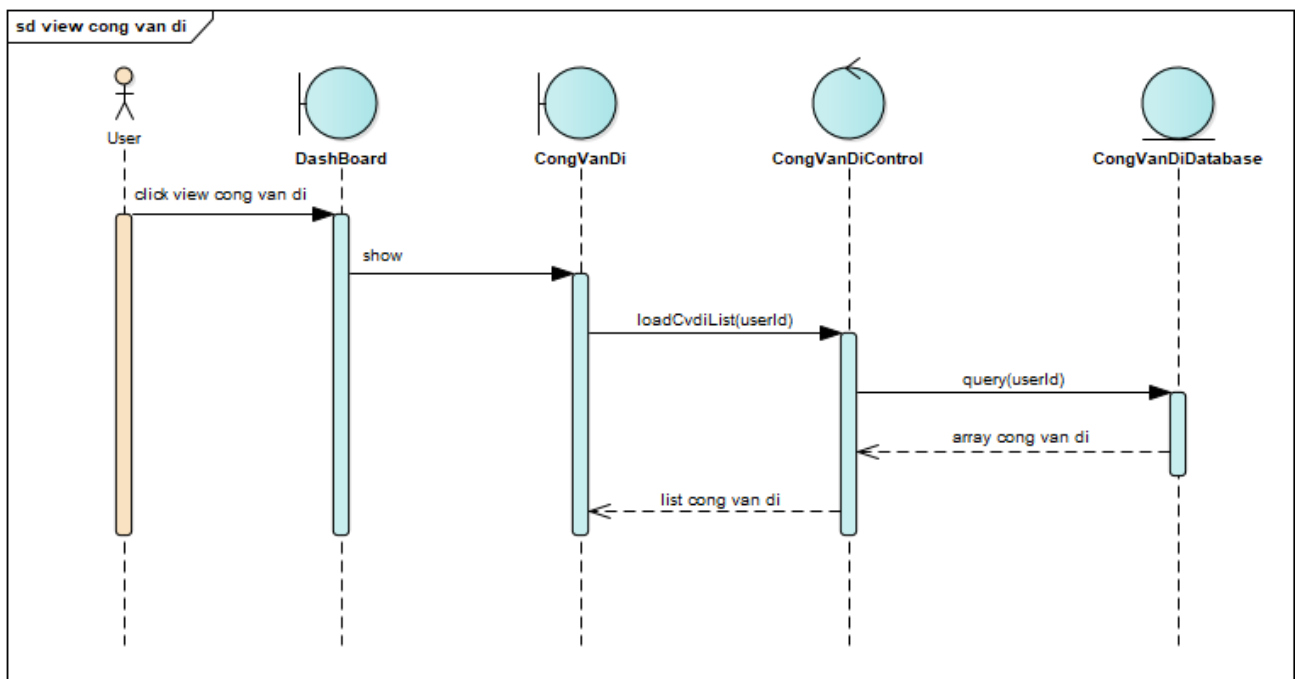 sd view cong van di
User
DashBoard
CongVanDi
CongVanDiControl
CongVanDiDatabase
click view cong van di
show
loadCvdiList(userId)
query(userId)
array cong van di
list cong van di